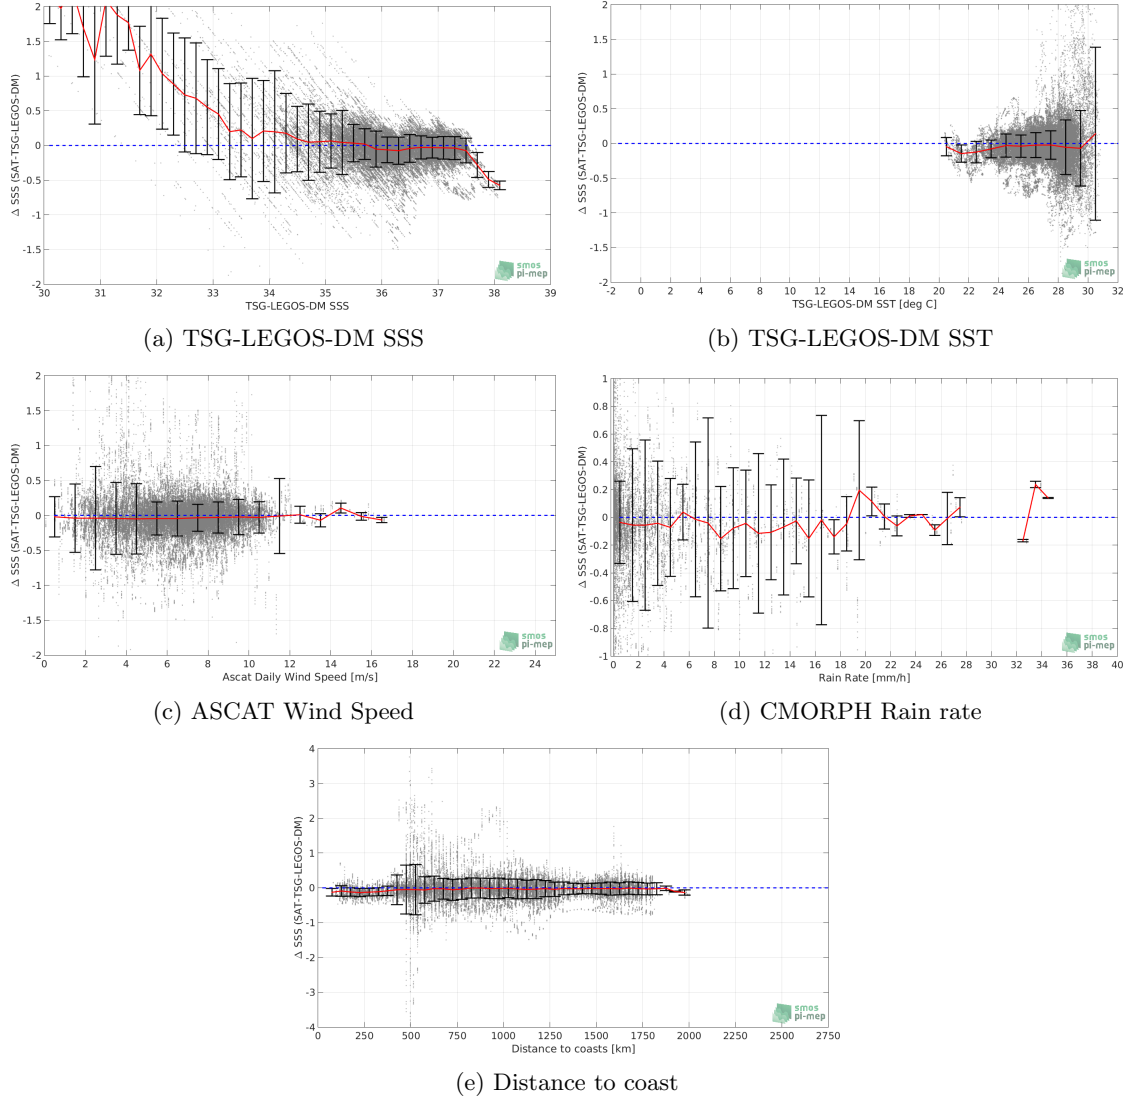 2
1.5
1
0.5
0
-0.5
-1
-1.5
-2
Δ SSS (SAT-TSG-LEGOS-DM)
30 31 32 33 34 35 36 37 38 39
TSG-LEGOS-DM SSS
smos
pi-mep
(a) TSG-LEGOS-DM SSS
2
1.5
1
0.5
0
-0.5
-1
-1.5
-2
Δ SSS (SAT-TSG-LEGOS-DM)
-2 0 2 4 6 8 10 12 14 16 18 20 22 24 26 28 30 32
TSG-LEGOS-DM SST [deg C]
smos
pi-mep
(b) TSG-LEGOS-DM SST
2
1.5
1
0.5
0
-0.5
-1
-1.5
-2
Δ SSS (SAT-TSG-LEGOS-DM)
0 2 4 6 8 10 12 14 16 18 20 22 24
Ascat Daily Wind Speed [m/s]
smos
pi-mep
(c) ASCAT Wind Speed
1
0.8
0.6
0.4
0.2
0
-0.2
-0.4
-0.6
-0.8
-1
Δ SSS (SAT-TSG-LEGOS-DM)
0 2 4 6 8 10 12 14 16 18 20 22 24 26 28 30 32 34 36 38 40
Rain Rate [mm/h]
smos
pi-mep
(d) CMORPH Rain rate
4
3
2
1
0
-1
-2
-3
-4
Δ SSS (SAT-TSG-LEGOS-DM)
0 250 500 750 1000 1250 1500 1750 2000 2250 2500 2750
Distance to coasts [km]
smos
pi-mep
(e) Distance to coast